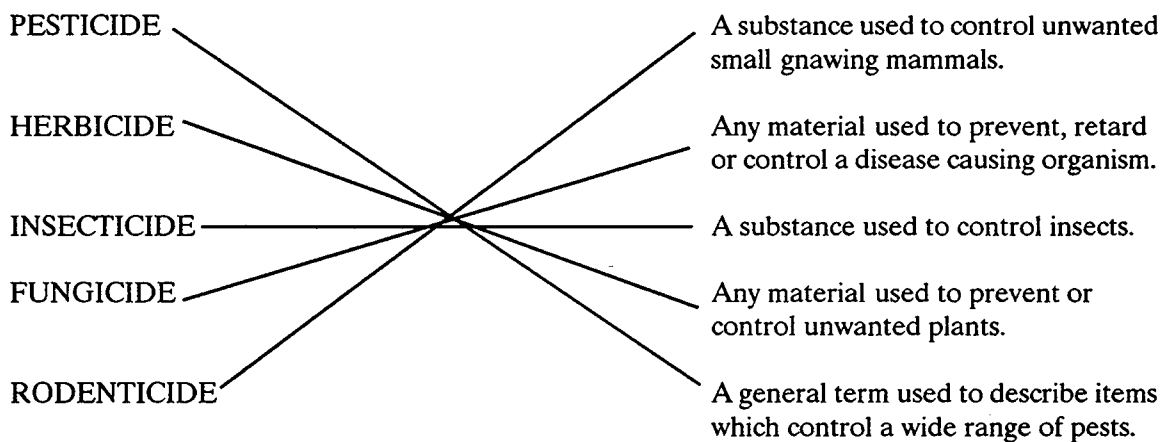 PESTICIDE
A substance used to control unwanted
small gnawing mammals.
HERBICIDE
Any material used to prevent, retard
or control a disease causing organism.
INSECTICIDE
A substance used to control insects.
FUNGICIDE
Any material used to prevent or
control unwanted plants.
RODENTICIDE
A general term used to describe items
which control a wide range of pests.